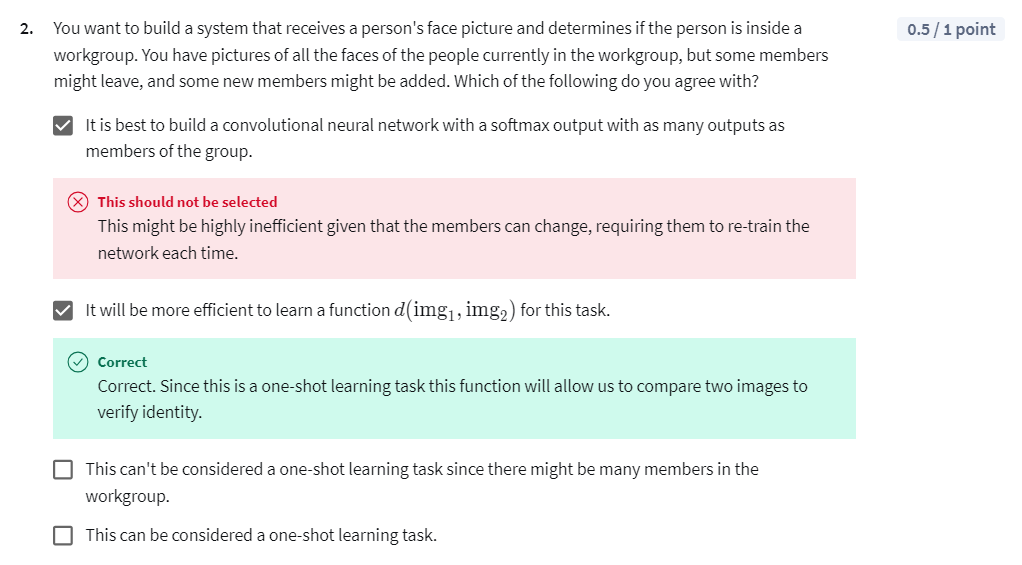 2. You want to build a system that receives a person's face picture and determines if the person is inside a
0.5 / 1 point
workgroup. You have pictures of all the faces of the people currently in the workgroup, but some members
might leave, and some new members might be added. Which of the following do you agree with?
It is best to build a convolutional neural network with a softmax output with as many outputs as
members of the group.
This should not be selected
This might be highly inefficient given that the members can change, requiring them to re-train the
network each time.
It will be more efficient to learn a function d(img₁, img₂) for this task.
Correct
Correct. Since this is a one-shot learning task this function will allow us to compare two images to
verify identity.
This can't be considered a one-shot learning task since there might be many members in the
workgroup.
This can be considered a one-shot learning task.